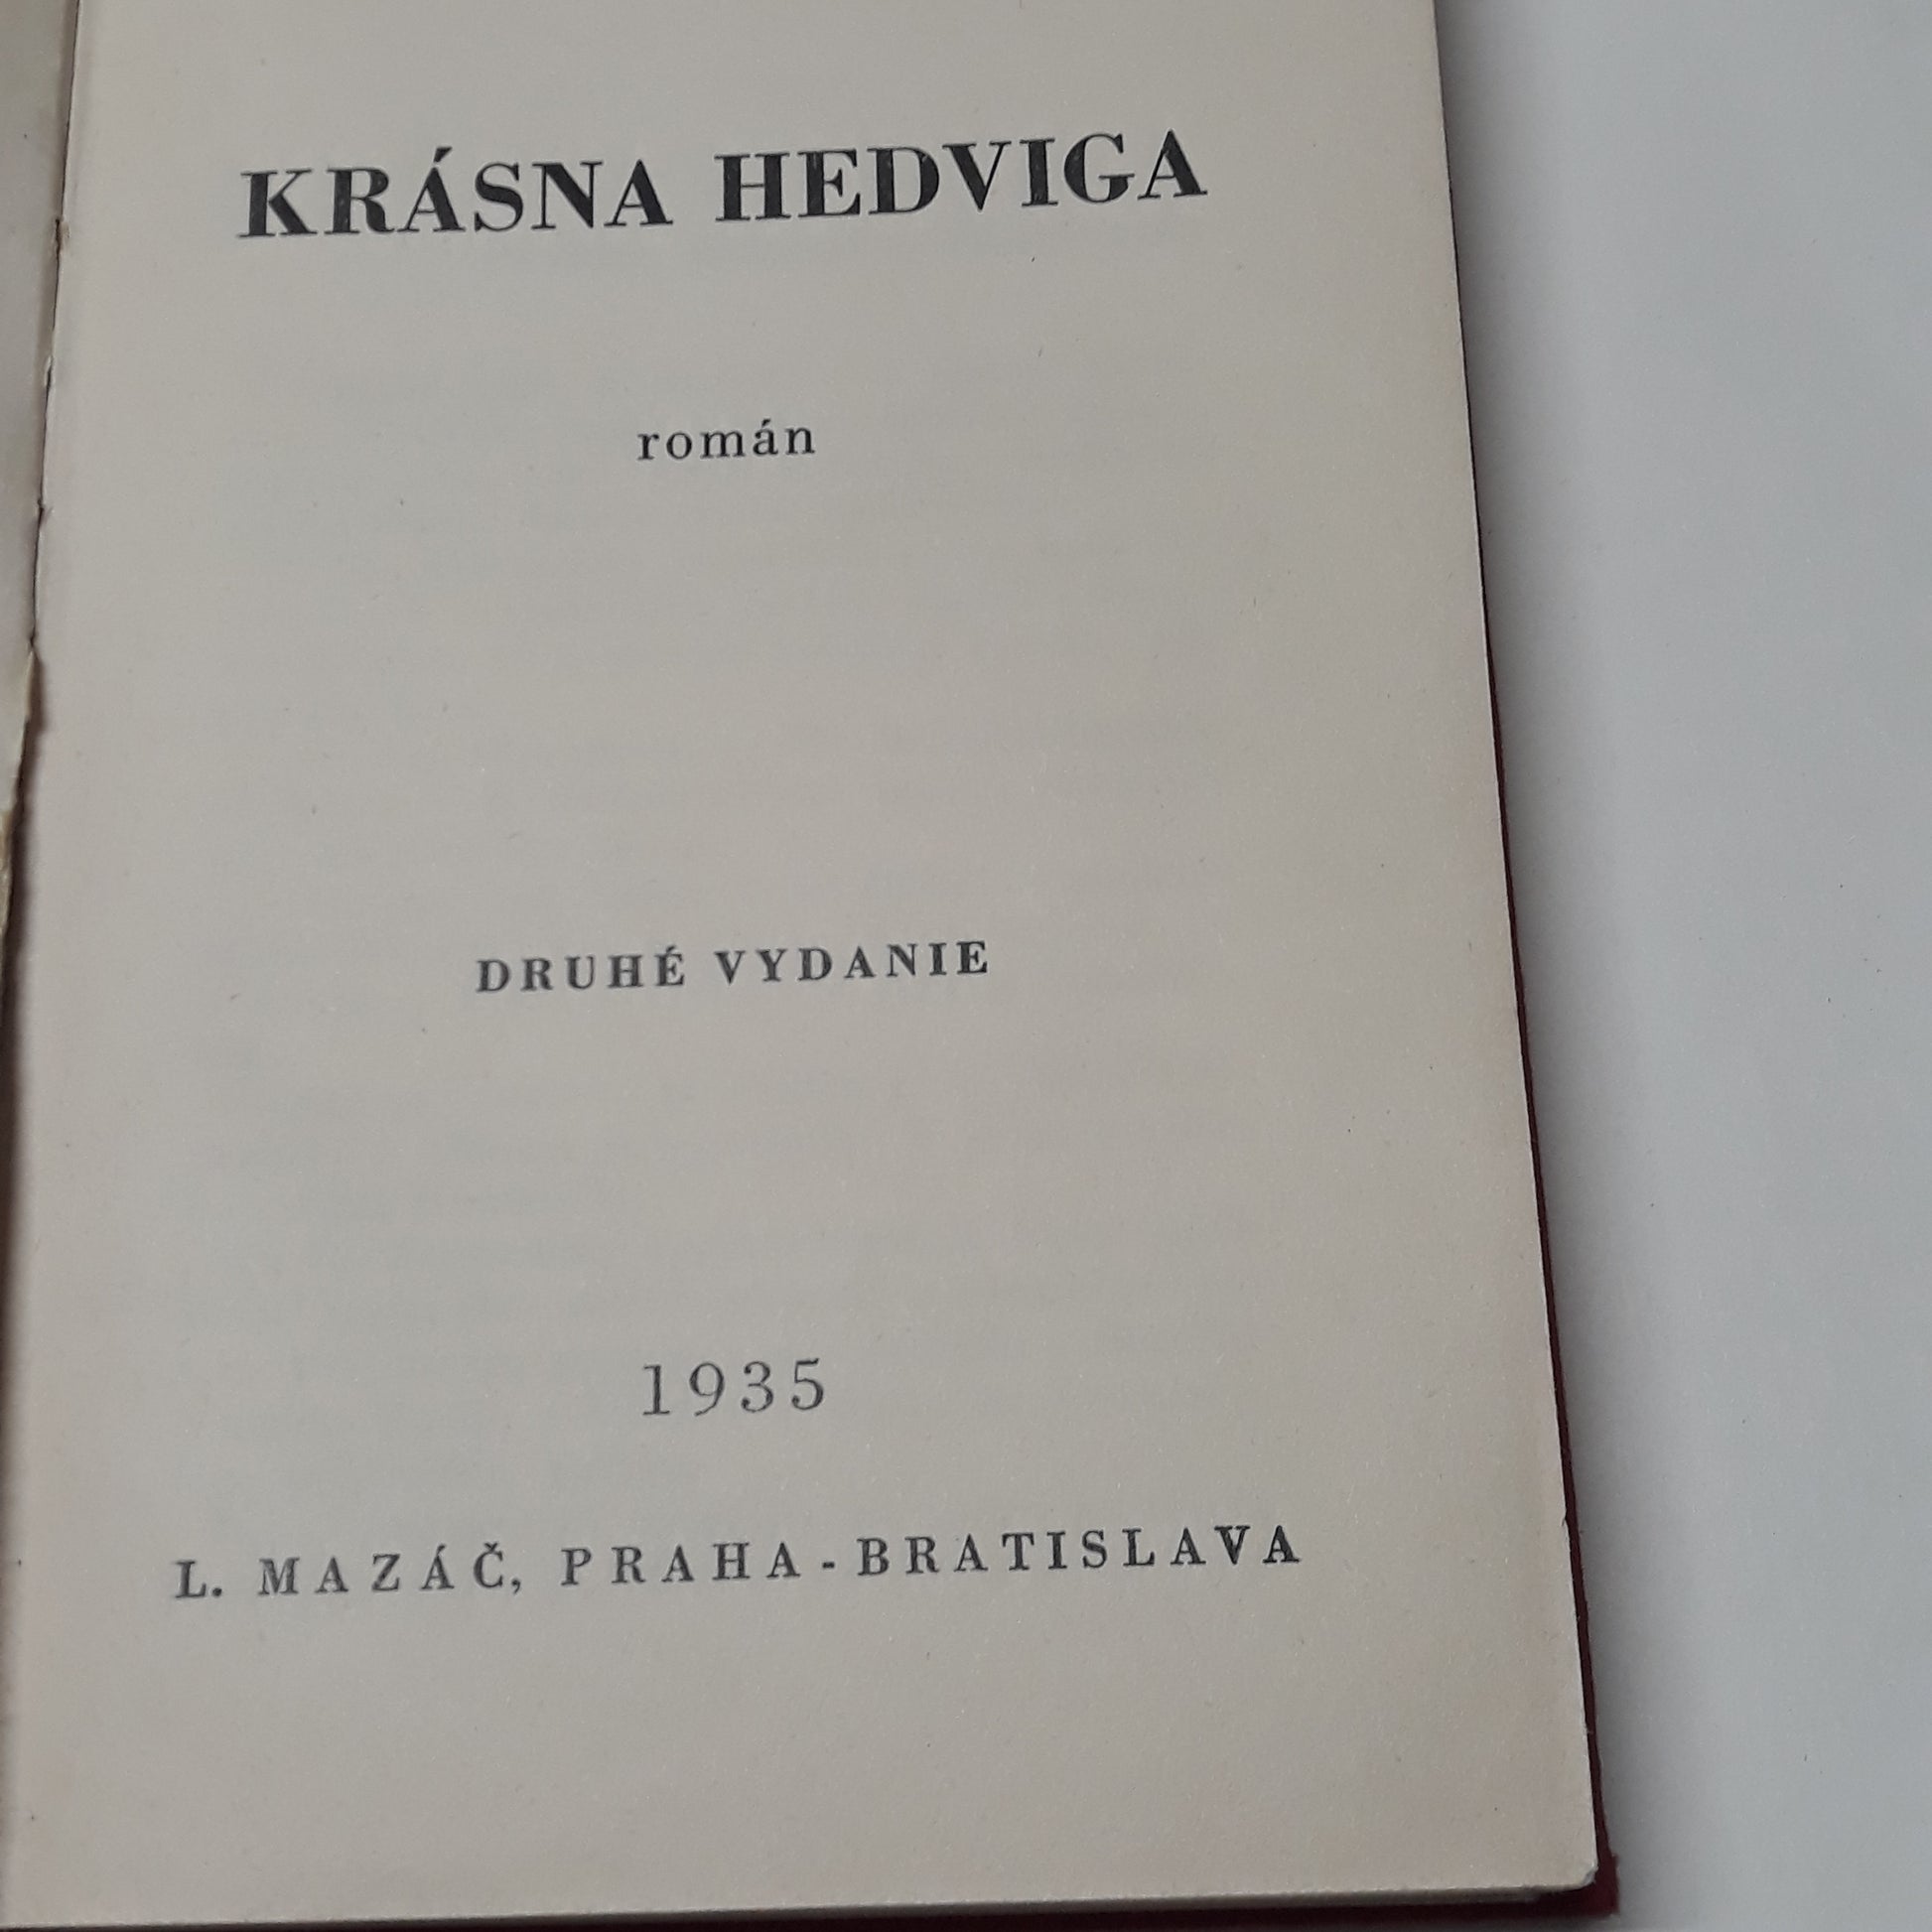 KRÁSNA HEDVIGA
román
DRUHÉ VYDANIE
1935
L. MAZÁČ, PRAHA - BRATISLAVA